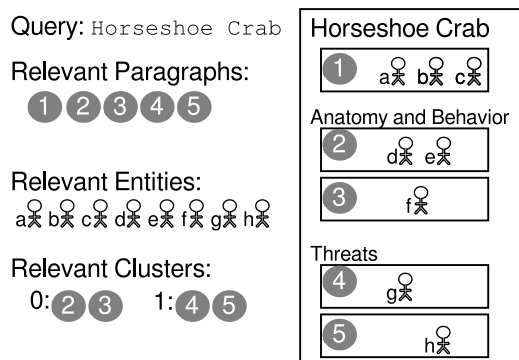 Query: Horseshoe Crab
Relevant Paragraphs:
1 2 3 4 5
Relevant Entities:
a b c d e f g h
Relevant Clusters:
0: 2 3 1: 4 5
Horseshoe Crab
1 a b c
Anatomy and Behavior
2 d e
3 f
Threats
4 g
5 h